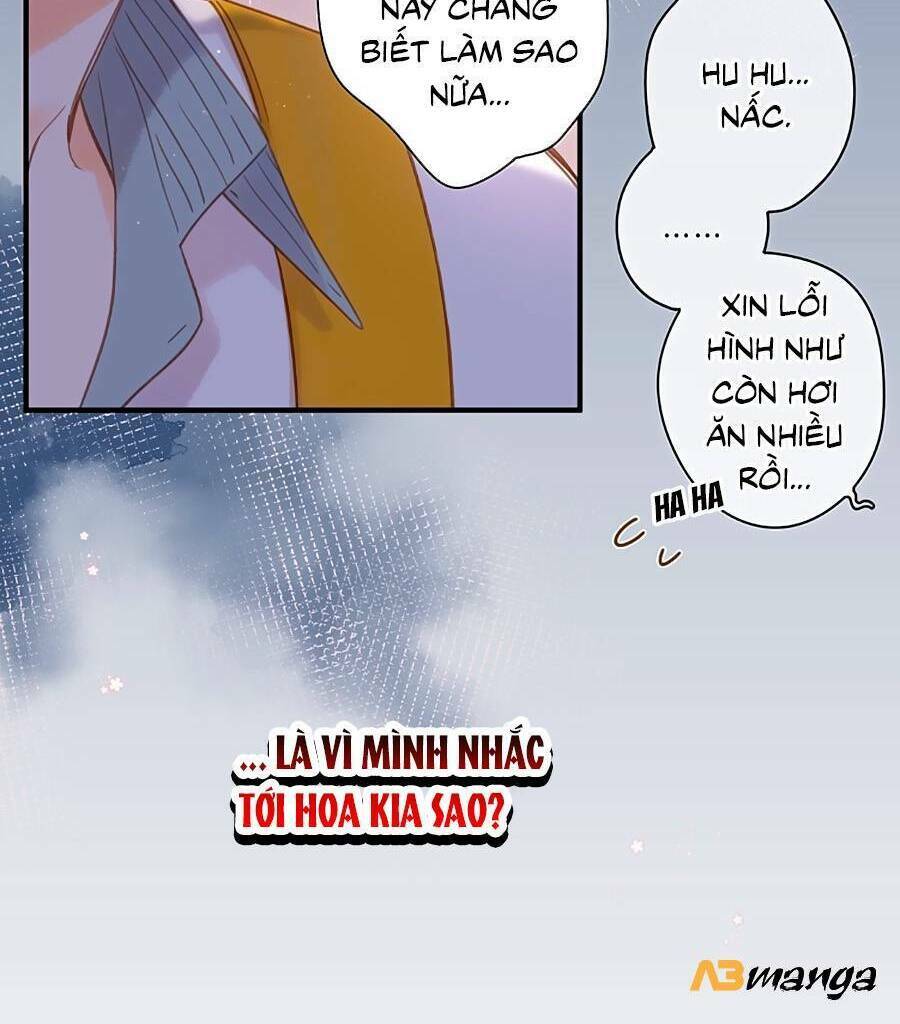 NÀY CHẲNG
BIẾT LÀM SAO
NỮA...
HU HU...
NẤC.
......
XIN LỖI
HÌNH NHƯ
CÒN HƠI
ĂN NHIỀU
RỒI...
HA HA
... LÀ VÌ MÌNH NHẮC
TỚI HOA KIA SAO?
A3manga